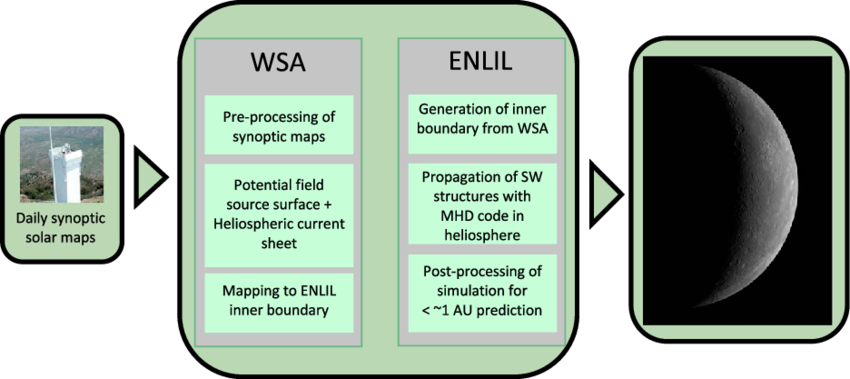 Daily synoptic
solar maps
WSA
Pre-processing of
synoptic maps
Potential field
source surface +
Heliospheric current
sheet
Mapping to ENLIL
inner boundary
ENLIL
Generation of inner
boundary from WSA
Propagation of SW
structures with
MHD code in
heliosphere
Post-processing of
simulation for
< ~1 AU prediction